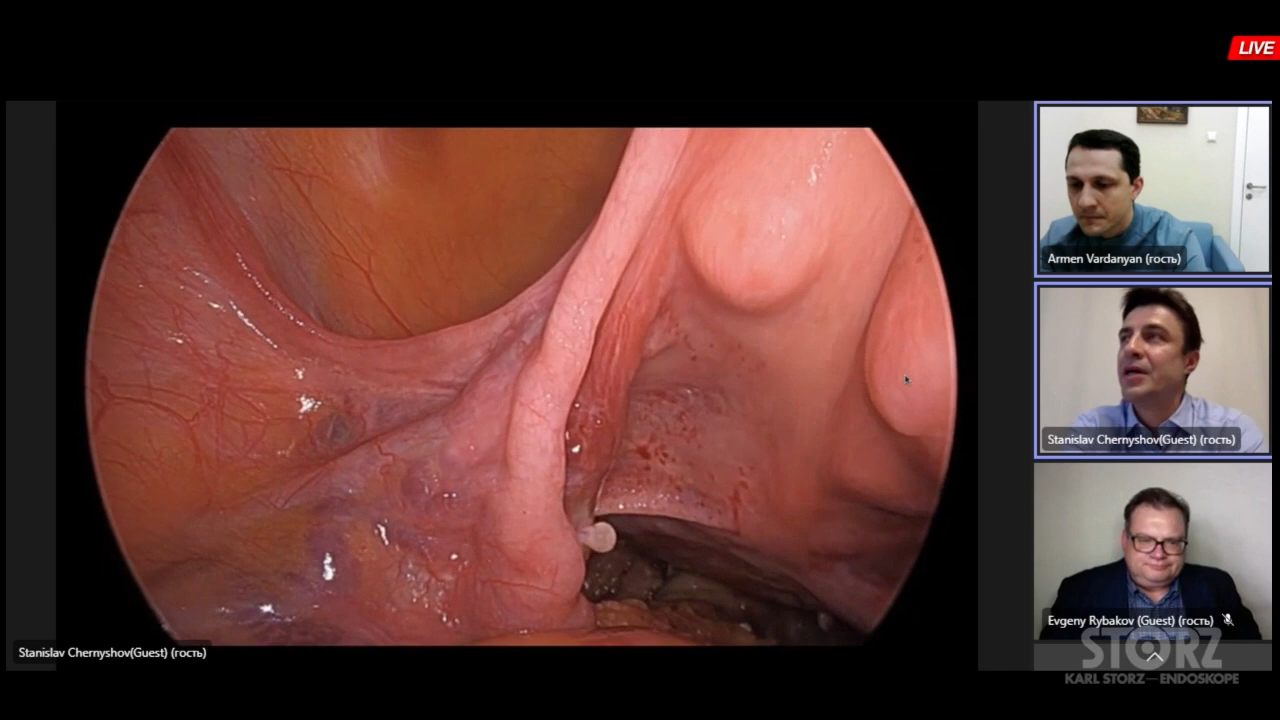 LIVE
Armen Vardanyan (гость)
Stanislav Chernyshov(Guest) (гость)
Evgeny Rybakov (Guest) (гость)
Stanislav Chernyshov(Guest) (гость)
STORZ
KARL STORZ—ENDOSKOPE